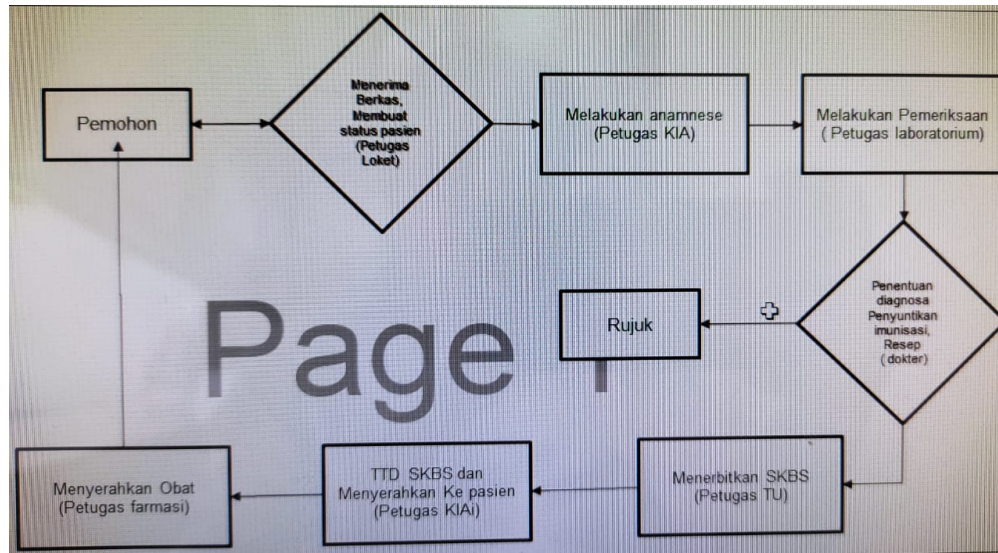 Pemohon
Menerima
Berkas,
Membuat
status pasien
(Petugas
Loket)
Melakukan anamnese
(Petugas KIA)
Melakukan Pemeriksaan
( Petugas laboratorium)
Penentuan
diagnosa
Penyuntikan
imunisasi,
Resep
( dokter)
Rujuk
Page 1
Menerbitkan SKBS
(Petugas TU)
TTD SKBS dan
Menyerahkan Ke pasien
(Petugas KIAi)
Menyerahkan Obat
(Petugas farmasi)